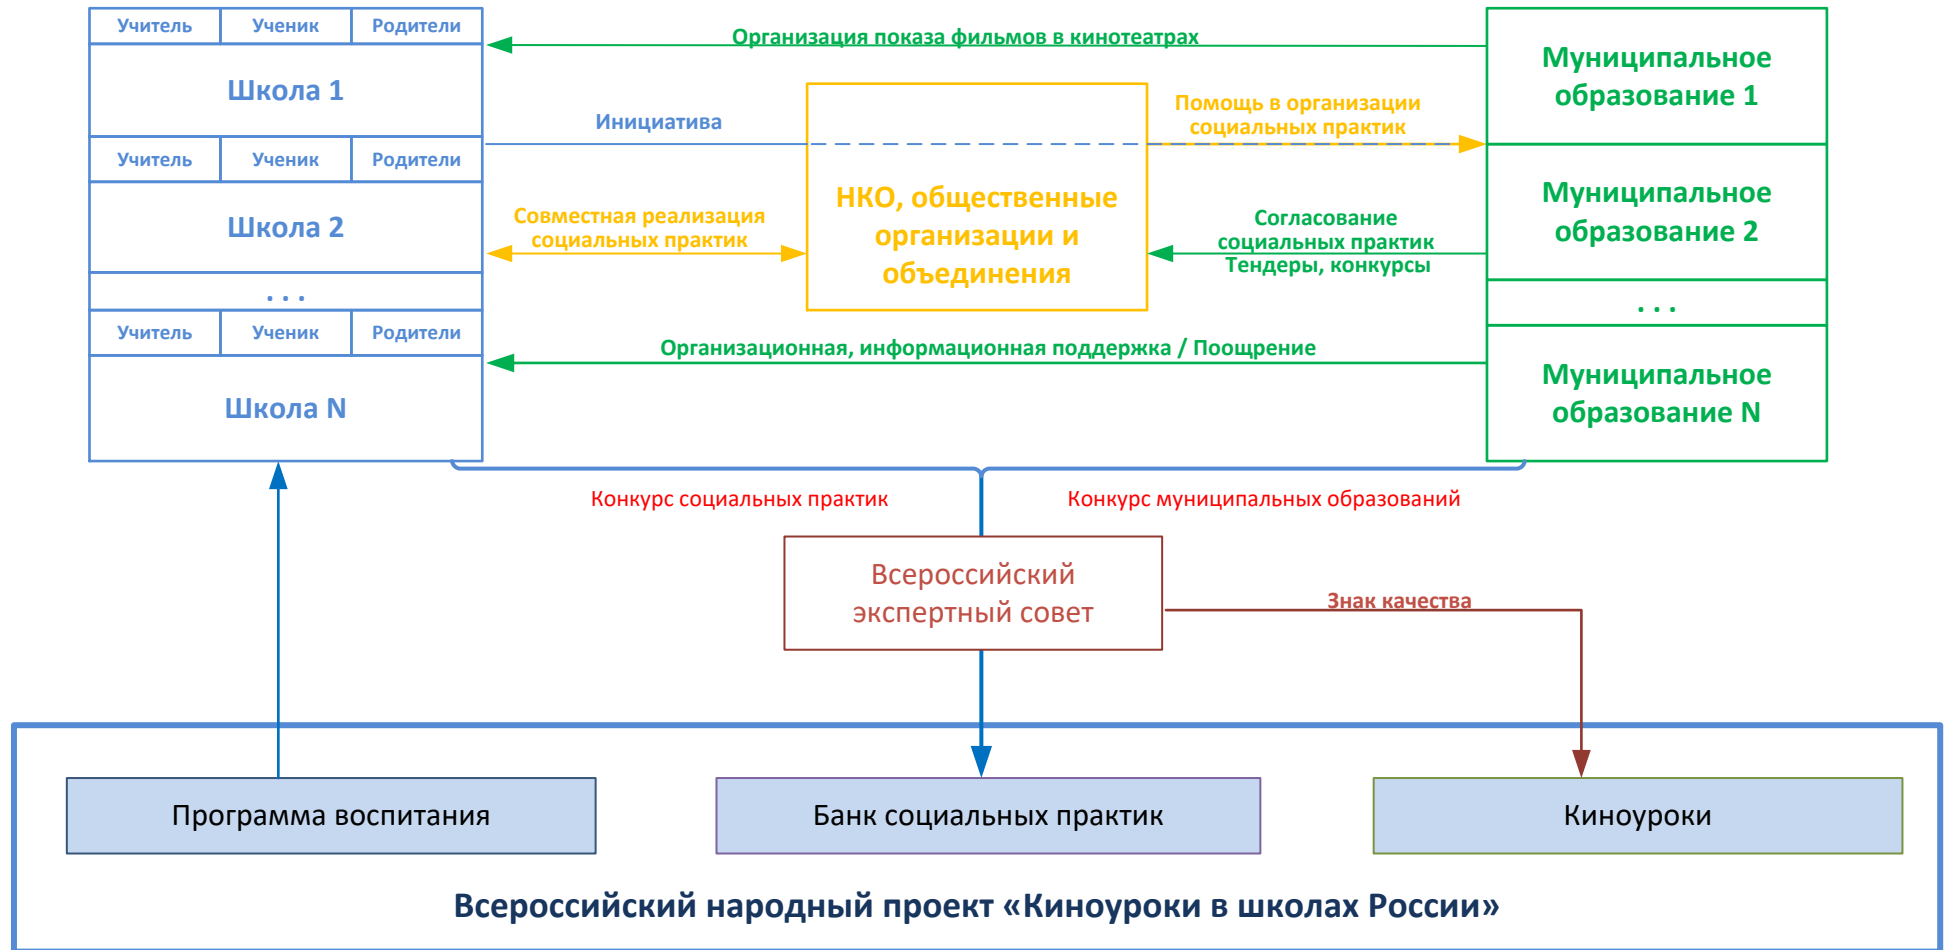 Учитель Ученик Родители
Школа 1
Учитель Ученик Родители
Школа 2
. . .
Учитель Ученик Родители
Школа N
Организация показа фильмов в кинотеатрах
Инициатива
Совместная реализация
социальных практик
НКО, общественные
организации и
объединения
Помощь в организации
социальных практик
Согласование
социальных практик
Тендеры, конкурсы
Организационная, информационная поддержка / Поощрение
Муниципальное
образование 1
Муниципальное
образование 2
. . .
Муниципальное
образование N
Конкурс социальных практик
Конкурс муниципальных образований
Всероссийский
экспертный совет
Знак качества
Программа воспитания
Банк социальных практик
Киноуроки
Всероссийский народный проект «Киноуроки в школах России»